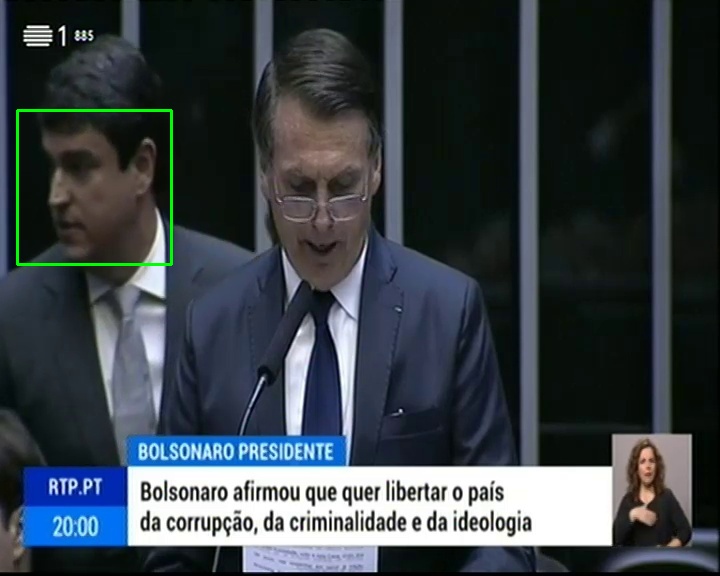 1 885
BOLSONARO PRESIDENTE
RTP.PT
Bolsonaro afirmou que quer libertar o país
20:00
da corrupção, da criminalidade e da ideologia